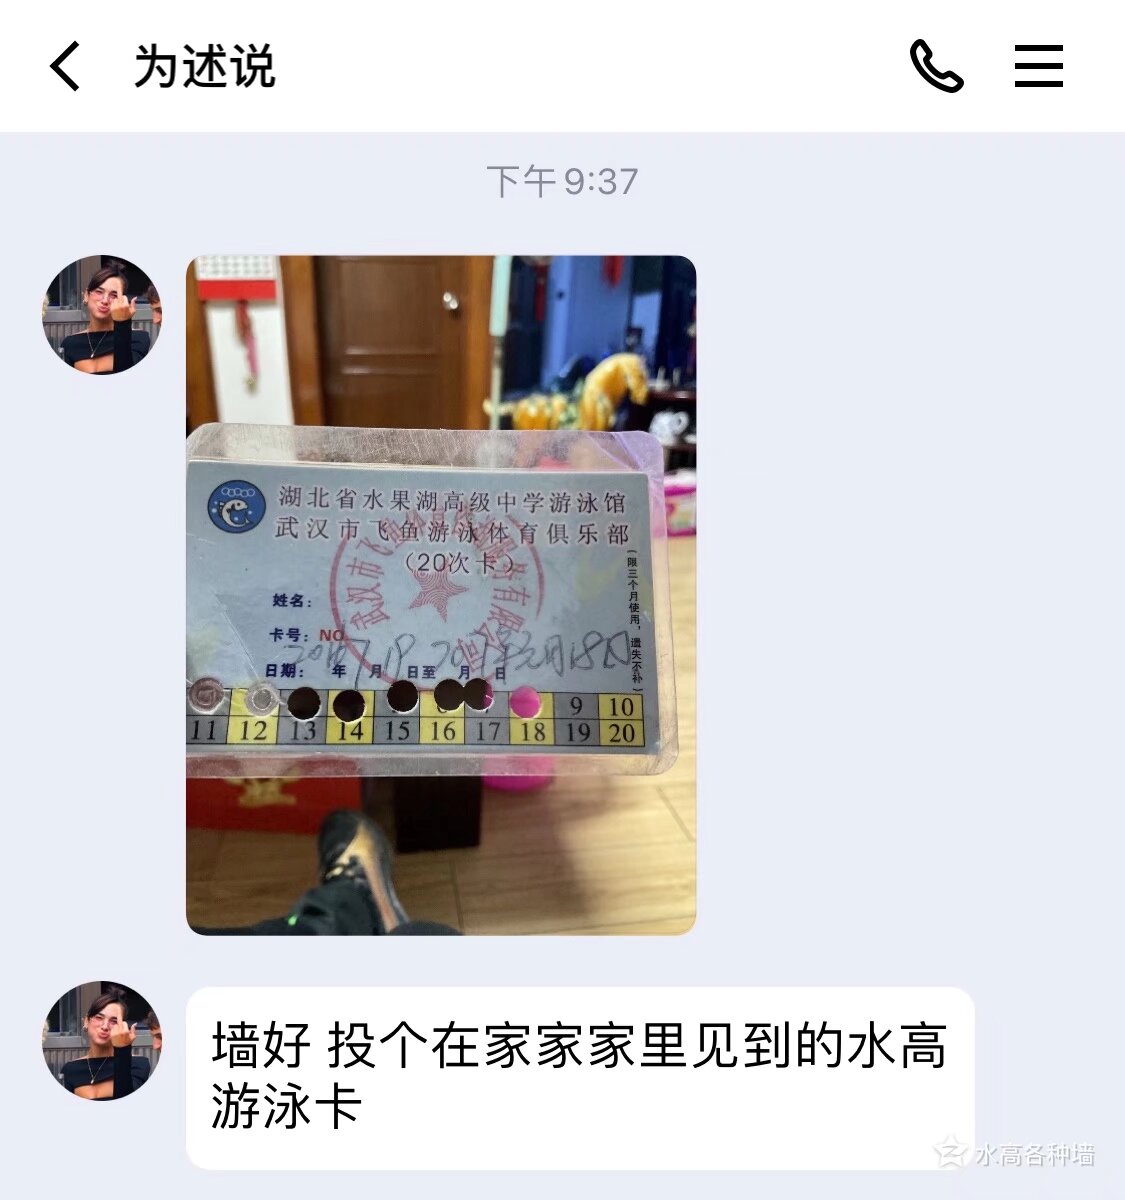 为述说
下午 9:37
湖北省水果湖高级中学游泳馆
武汉市飞鱼游泳体育俱乐部
（20次卡）
（限三个月使用，遗失不补）
姓名：
卡号：NO
日期： 年 月 日至 月 日
9 10
11 12 13 14 15 16 17 18 19 20
墙好 投个在家家家里见到的水高
游泳卡
水高各种墙